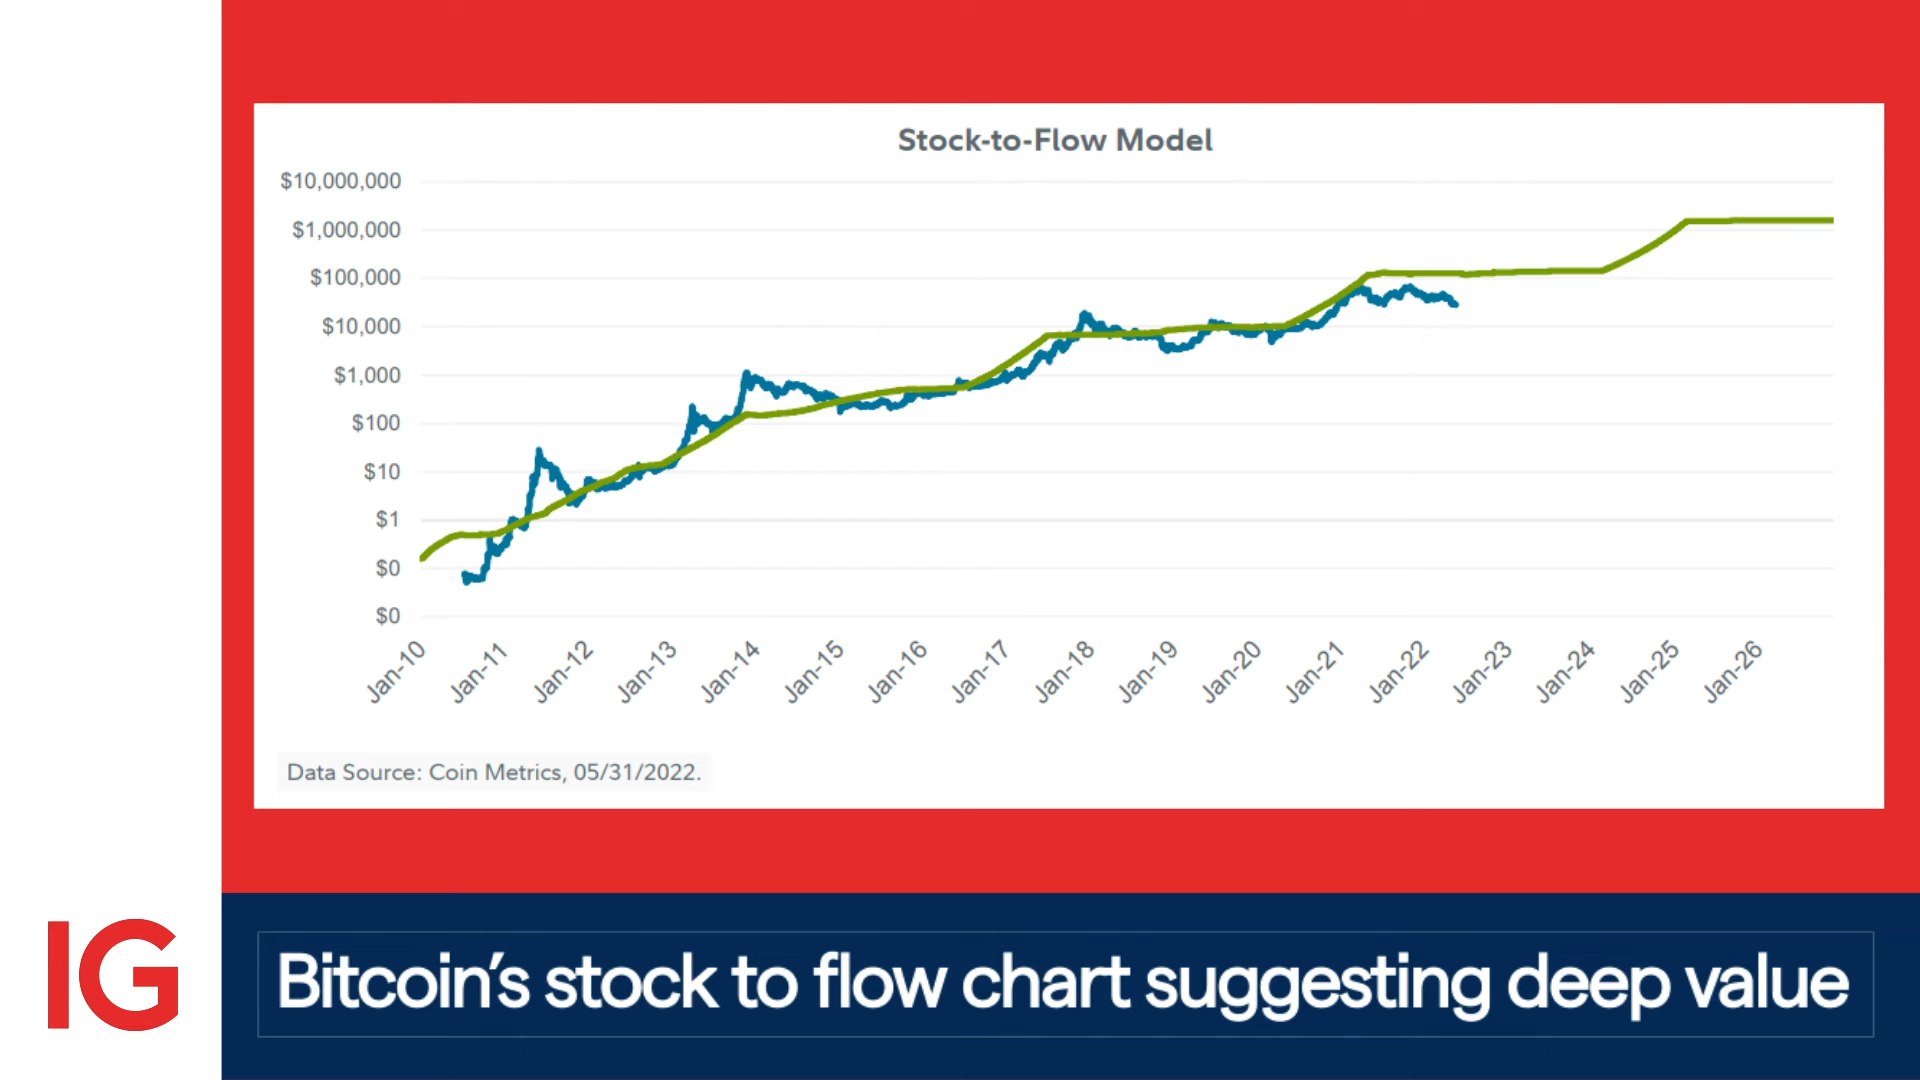 Stock-to-Flow Model
$10,000,000
$1,000,000
$100,000
$10,000
$1,000
$100
$10
$1
$0
$0
Jan-10
Jan-11
Jan-12
Jan-13
Jan-14
Jan-15
Jan-16
Jan-17
Jan-18
Jan-19
Jan-20
Jan-21
Jan-22
Jan-23
Jan-24
Jan-25
Jan-26
Data Source: Coin Metrics, 05/31/2022.
IG
Bitcoin’s stock to flow chart suggesting deep value